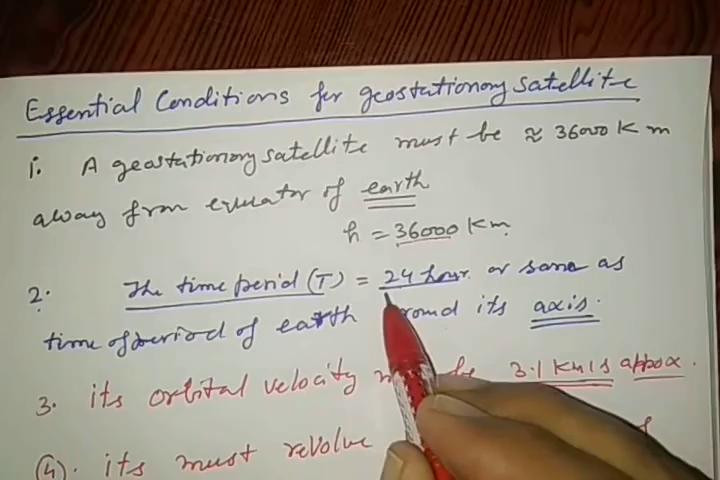 Essential Conditions for geostationary satellite
1. A geostationary satellite must be ≈ 36000 Km
away from equator of earth
h = 36000 Km.
2. The time period (T) = 24 hour. or same as
time of period of earth round its axis.
3. its orbital velocity be 3.1 Km/s appox.
(4). its must revolve